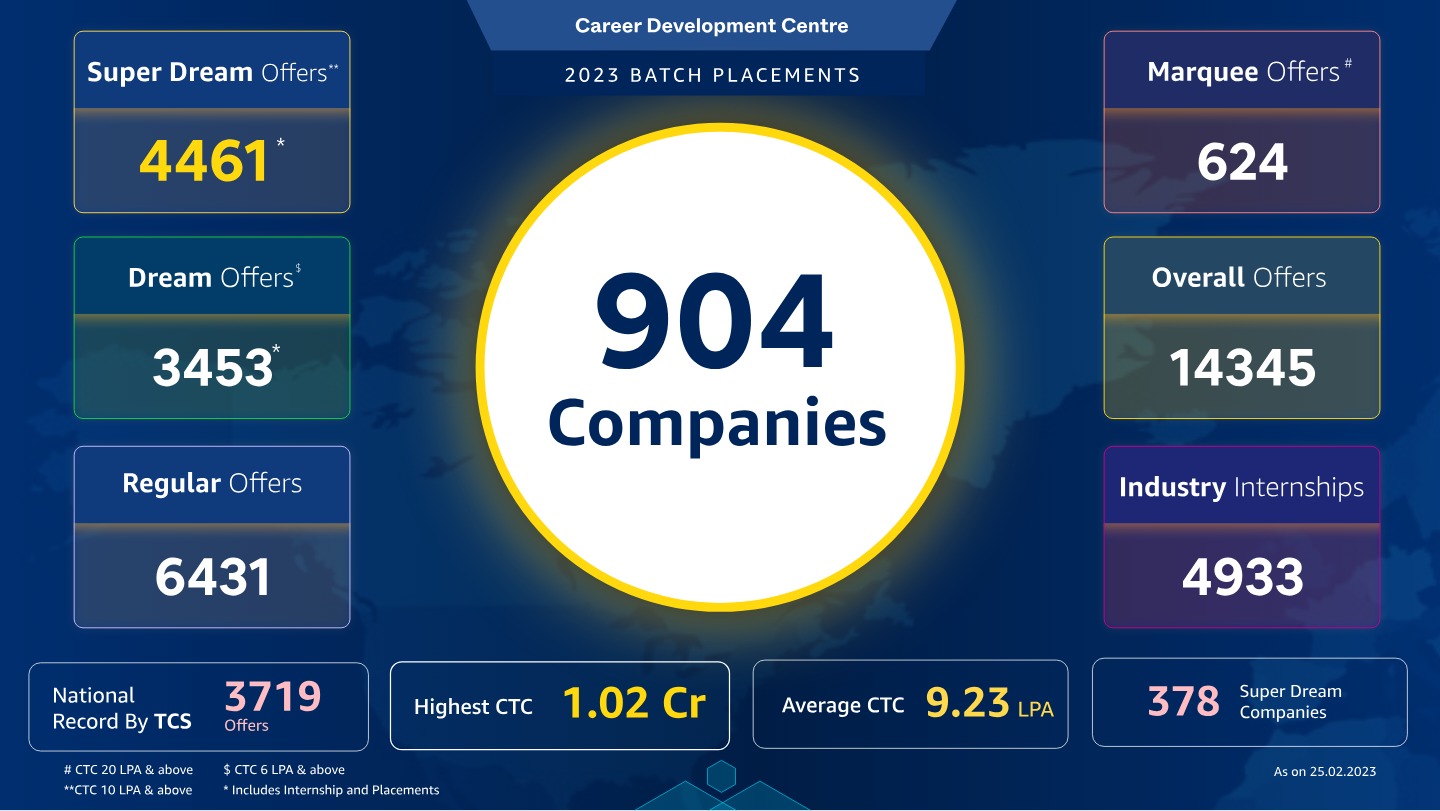 Career Development Centre
2023 BATCH PLACEMENTS
Super Dream Offers**
4461*
Dream Offers$
3453*
Regular Offers
6431
904
Companies
Marquee Offers#
624
Overall Offers
14345
Industry Internships
4933
National
Record By TCS
3719
Offers
Highest CTC 1.02 Cr
Average CTC 9.23 LPA
378
Super Dream
Companies
# CTC 20 LPA & above
$ CTC 6 LPA & above
**CTC 10 LPA & above
* Includes Internship and Placements
As on 25.02.2023